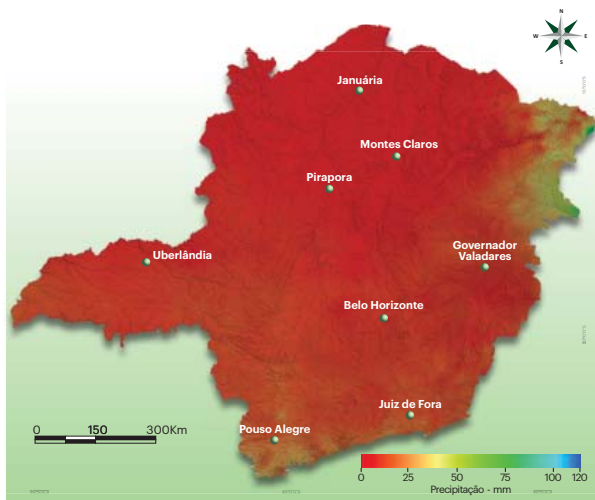 N
W E
S
Januária
Montes Claros
Pirapora
Governador
Valadares
Uberlândia
Belo Horizonte
Juiz de Fora
Pouso Alegre
0 150 300Km
0 25 50 75 100 120
Precipitação - mm